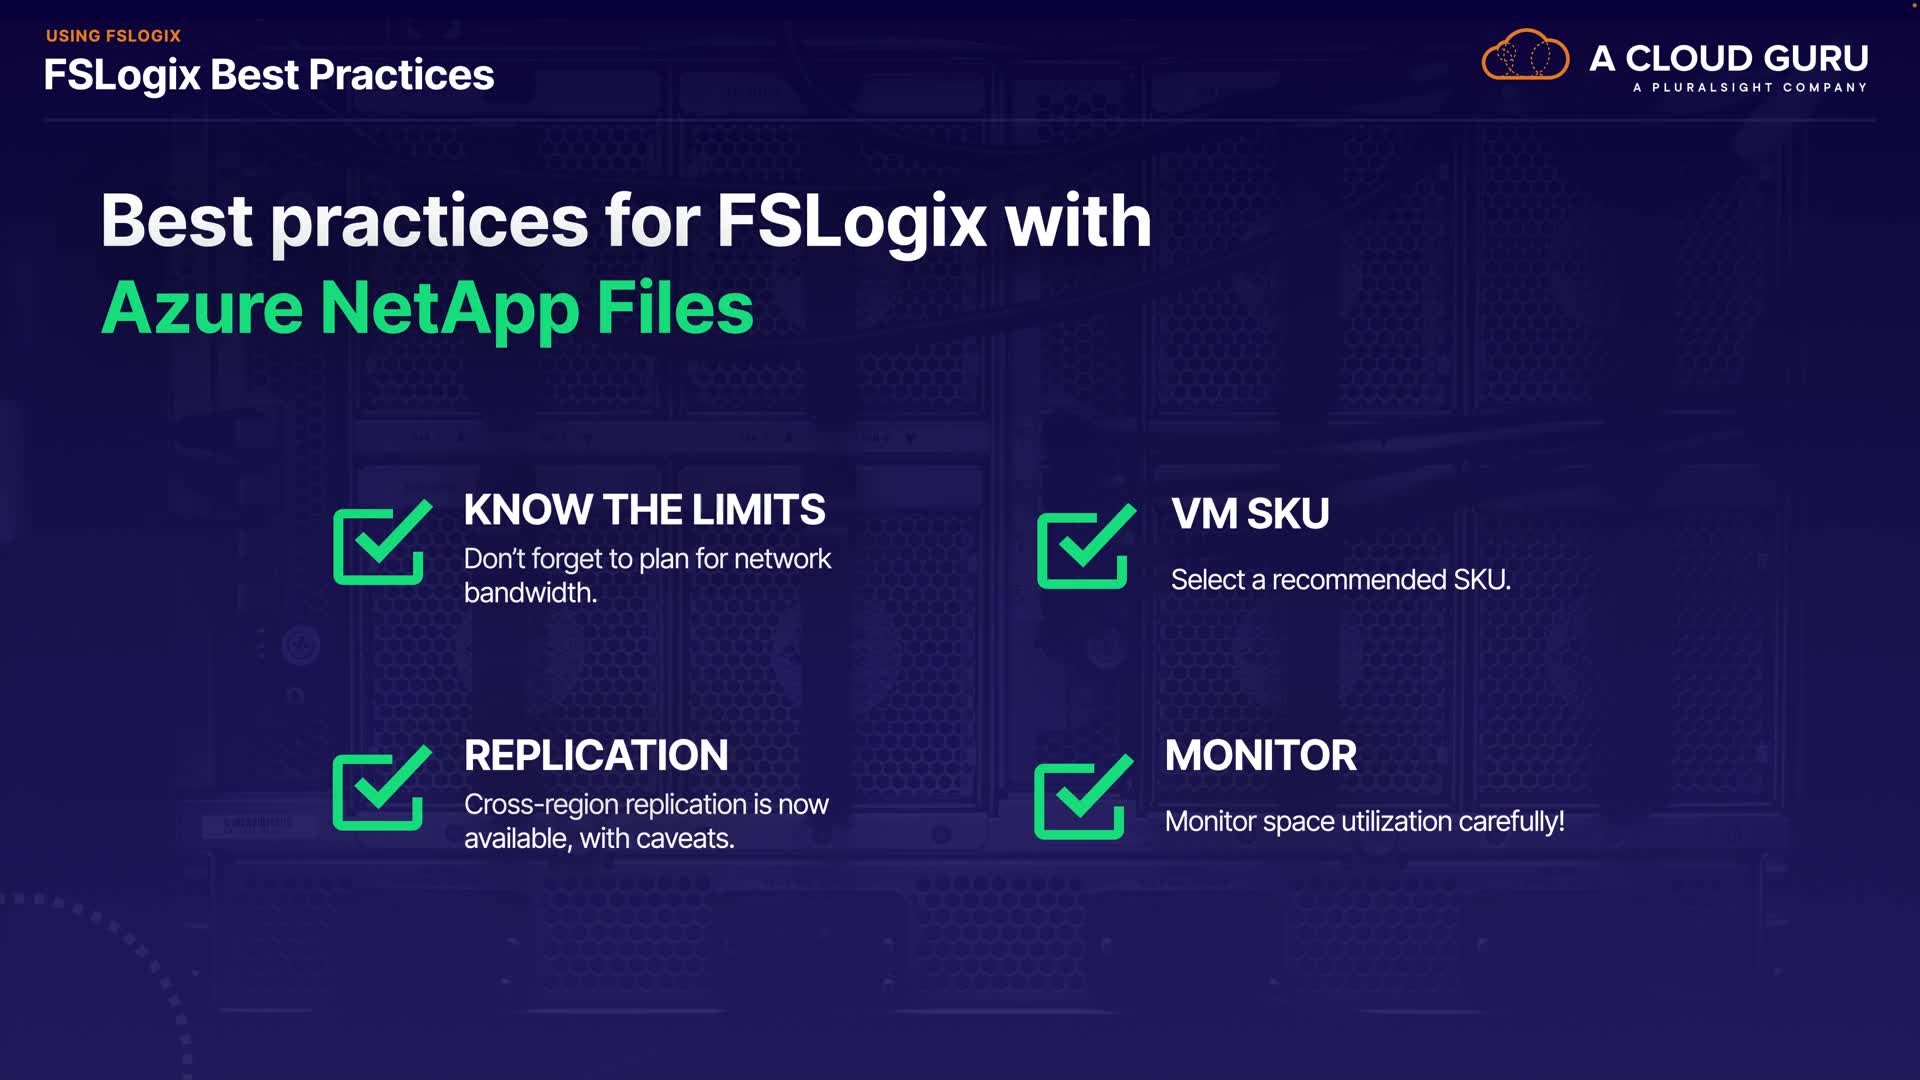 USING FSLOGIX
FSLogix Best Practices
A CLOUD GURU
A PLURALSIGHT COMPANY
Best practices for FSLogix with
Azure NetApp Files
KNOW THE LIMITS
Don’t forget to plan for network
bandwidth.
VM SKU
Select a recommended SKU.
REPLICATION
Cross-region replication is now
available, with caveats.
MONITOR
Monitor space utilization carefully!